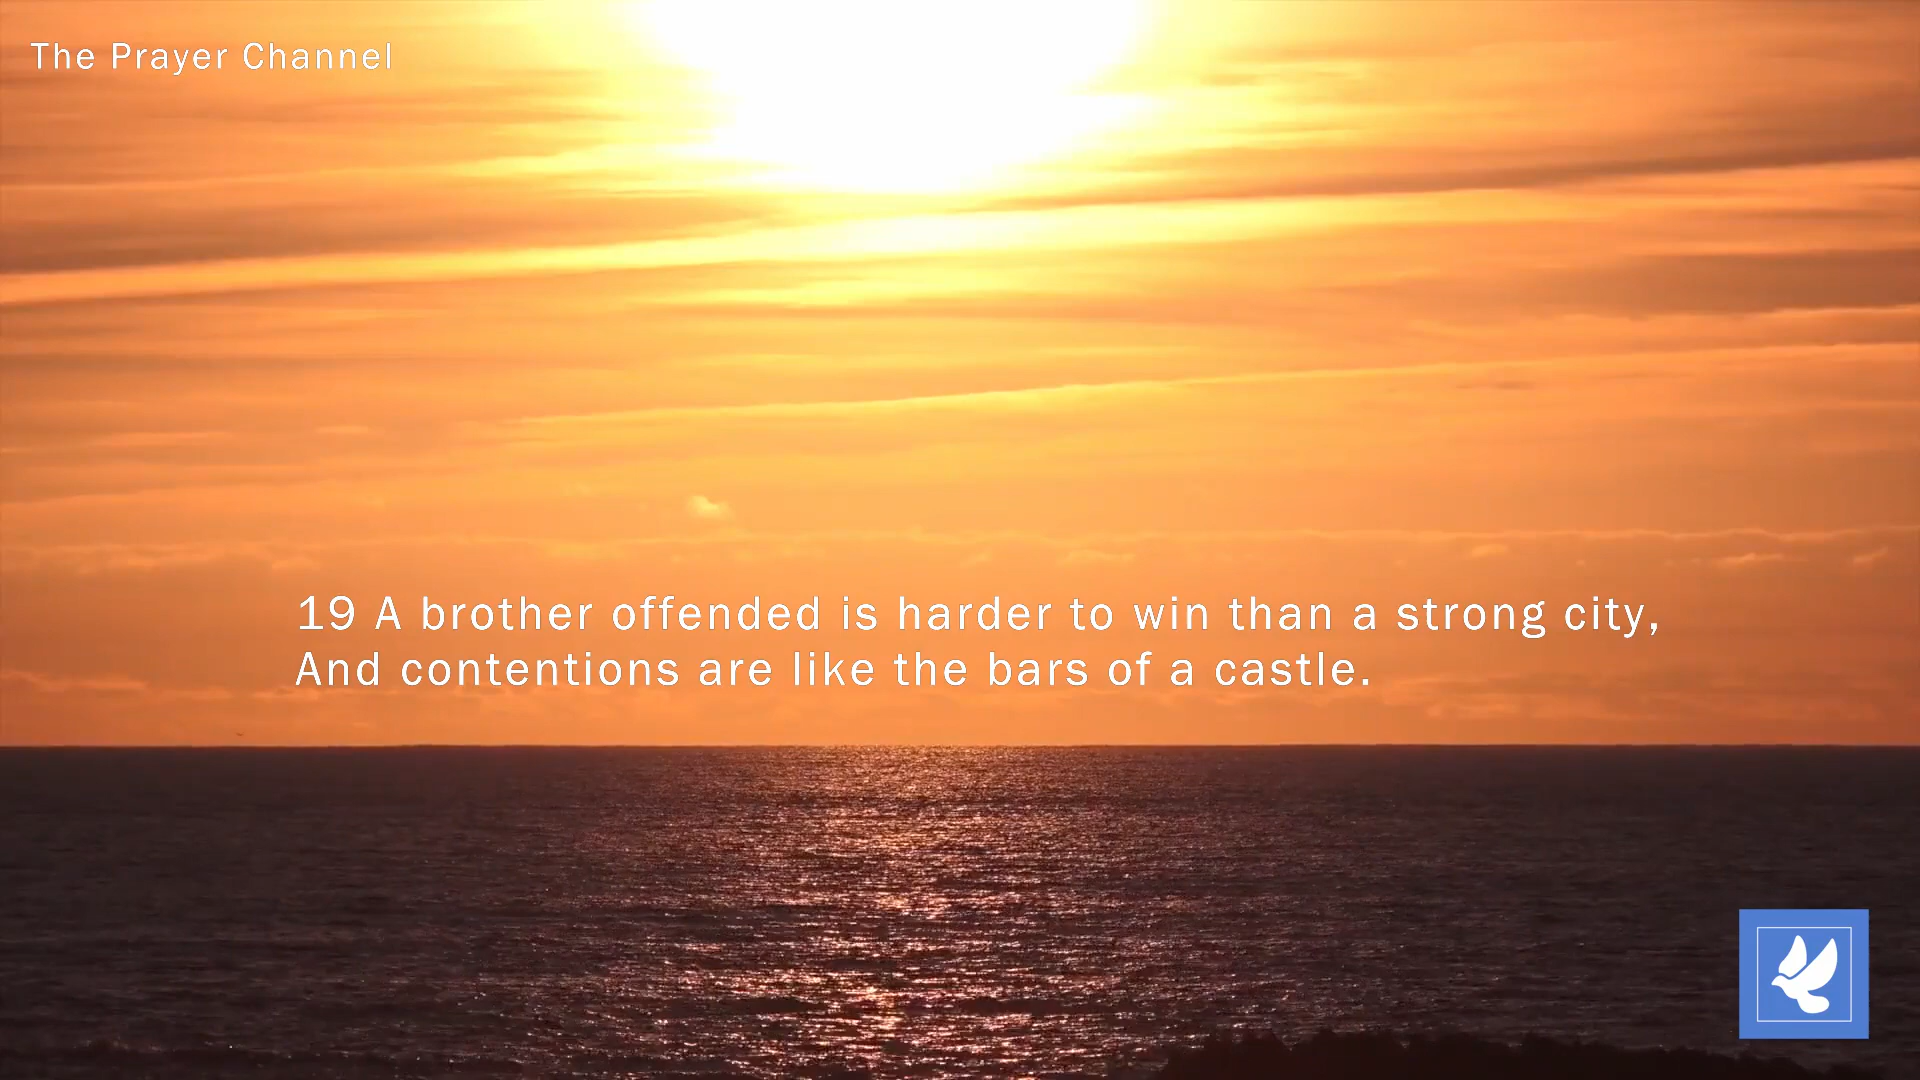 The Prayer Channel
19 A brother offended is harder to win than a strong city,
And contentions are like the bars of a castle.